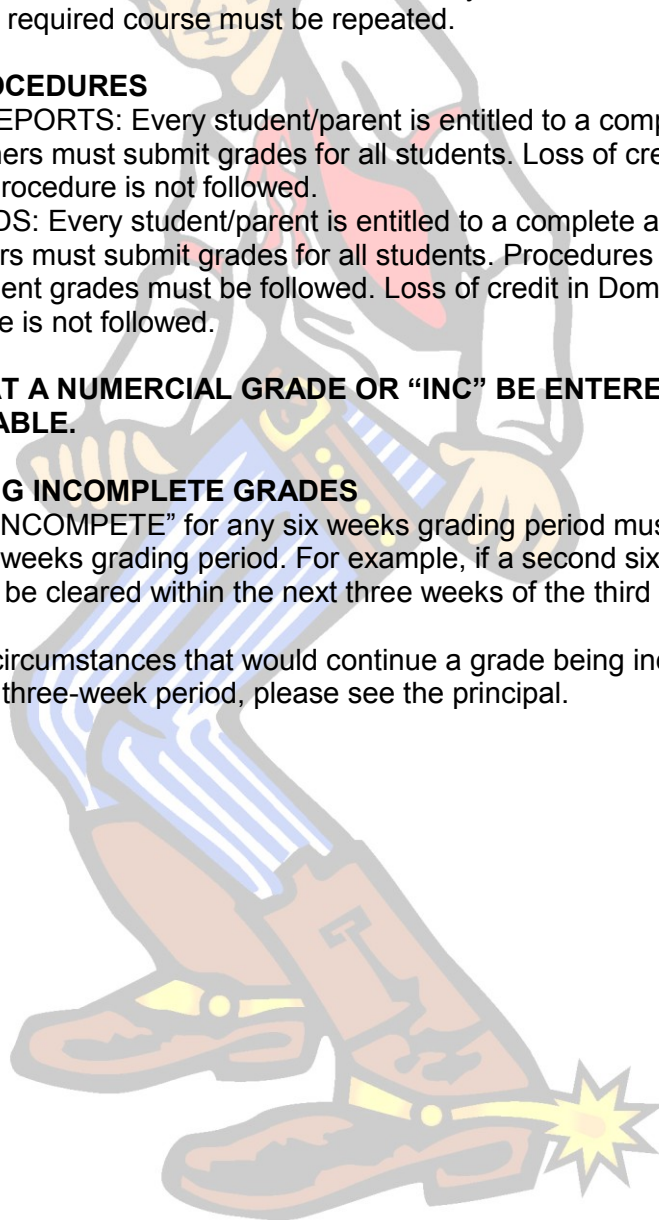 required course must be repeated.
OCEDURES
EPORTS: Every student/parent is entitled to a comp
ers must submit grades for all students. Loss of cre
rocedure is not followed.
DS: Every student/parent is entitled to a complete a
rs must submit grades for all students. Procedures
ent grades must be followed. Loss of credit in Dom
e is not followed.
AT A NUMERCIAL GRADE OR “INC” BE ENTERE
ABLE.
G INCOMPLETE GRADES
NCOMPETE” for any six weeks grading period mus
weeks grading period. For example, if a second six
be cleared within the next three weeks of the third
circumstances that would continue a grade being inc
three-week period, please see the principal.